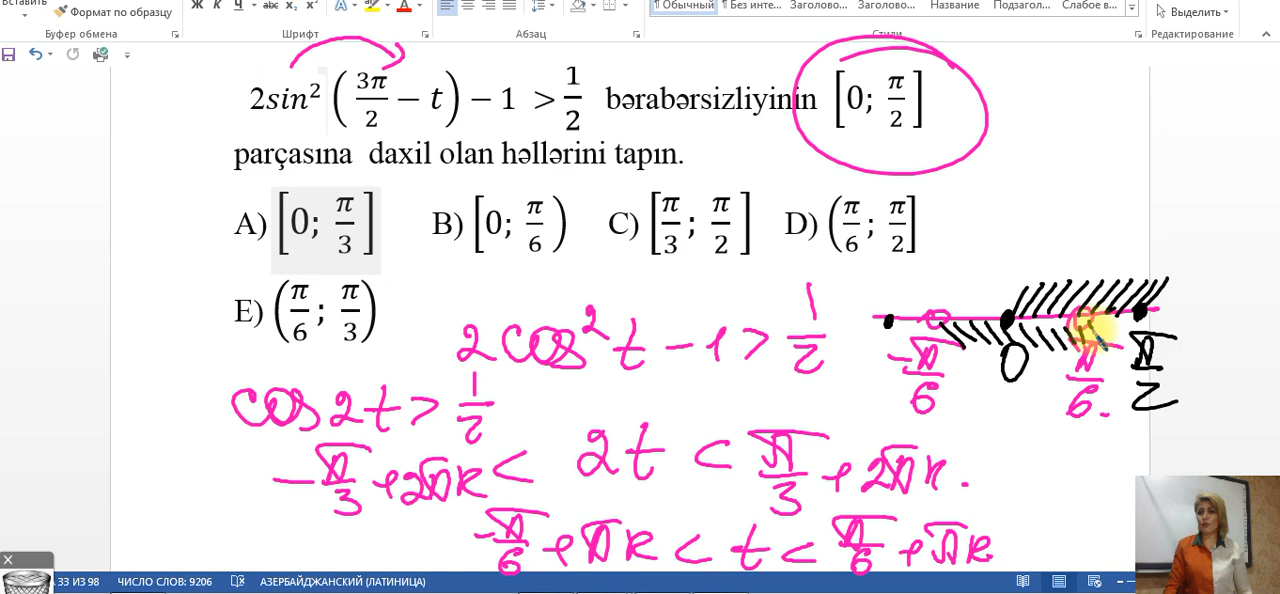 Вставить
Формат по образцу
Ж К Ч abc x₂ x²
¶ Обычный ¶ Без инте... Заголово... Заголово... Название Подзагол... Слабое в...
Выделить
Буфер обмена Шрифт Абзац Стили Редактирование
2sin² (3π/2 − t) − 1 > 1/2 bərabərsizliyinin [0; π/2]
parçasına daxil olan həllərini tapın.
A) [0; π/3] B) [0; π/6) C) [π/3; π/2] D) (π/6; π/2]
E) (π/6; π/3)
2cos²t − 1 > 1/2
−π/6 0 π/6 π/2
cos2t > 1/2
−π/3 + 2πk < 2t < π/3 + 2πk.
−π/6 + πk < t < π/6 + πk
33 ИЗ 98 ЧИСЛО СЛОВ: 9206 АЗЕРБАЙДЖАНСКИЙ (ЛАТИНИЦА)